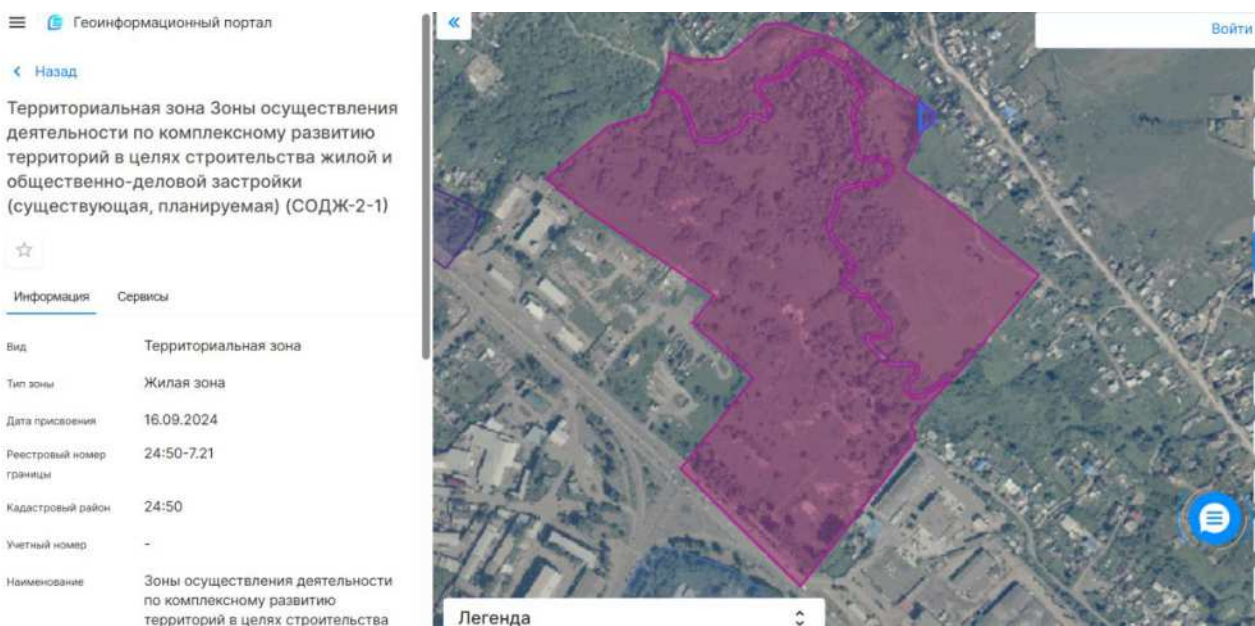 Геоинформационный портал
Войти
Назад
Территориальная зона Зоны осуществления
деятельности по комплексному развитию
территорий в целях строительства жилой и
общественно-деловой застройки
(существующая, планируемая) (СОДЖ-2-1)
Информация Сервисы
Вид Территориальная зона
Тип зоны Жилая зона
Дата присвоения 16.09.2024
Реестровый номер 24:50-7.21
границы
Кадастровый район 24:50
Учетный номер -
Наименование Зоны осуществления деятельности
по комплексному развитию
территорий в целях строительства
Легенда